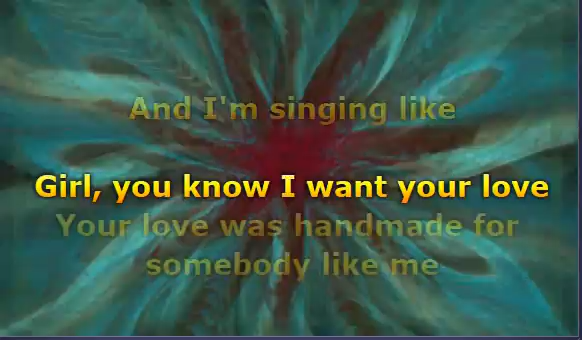 And I'm singing like
Girl, you know I want your love
Your love was handmade for
somebody like me